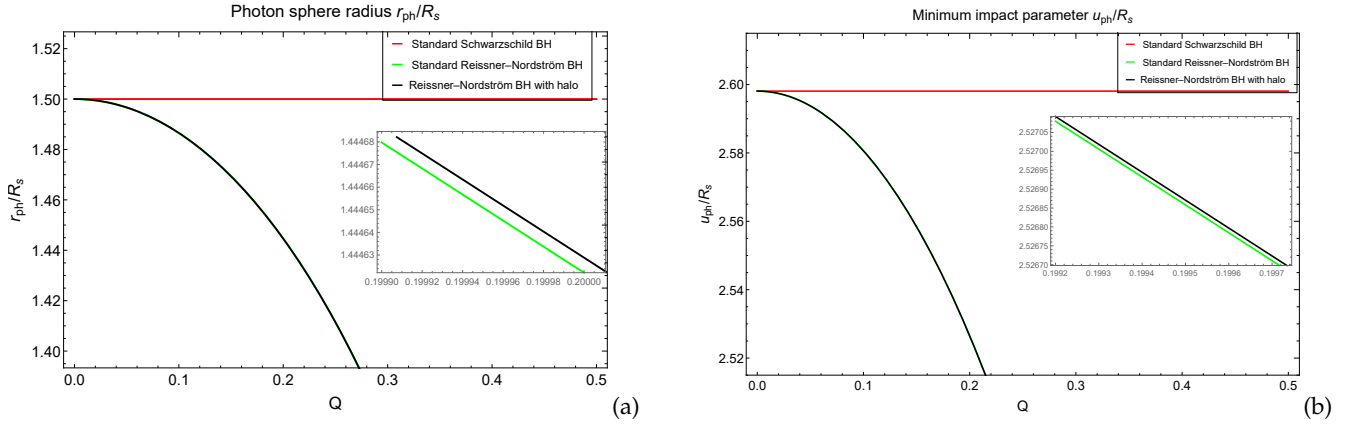 Photon sphere radius r_ph/R_s
1.52
1.50
1.48
1.46
1.44
1.42
1.40
r_ph/R_s
Standard Schwarzschild BH
Standard Reissner–Nordström BH
Reissner–Nordström BH with halo
1.44468
1.44467
1.44466
1.44465
1.44464
1.44463
0.19990 0.19992 0.19994 0.19996 0.19998 0.20000
0.0 0.1 0.2 0.3 0.4 0.5
Q
(a)
Minimum impact parameter u_ph/R_s
2.60
2.58
2.56
2.54
2.52
u_ph/R_s
Standard Schwarzschild BH
Standard Reissner–Nordström BH
Reissner–Nordström BH with halo
2.52705
2.52700
2.52695
2.52690
2.52685
2.52680
2.52675
2.52670
0.1992 0.1993 0.1994 0.1995 0.1996 0.1997
0.0 0.1 0.2 0.3 0.4 0.5
Q
(b)